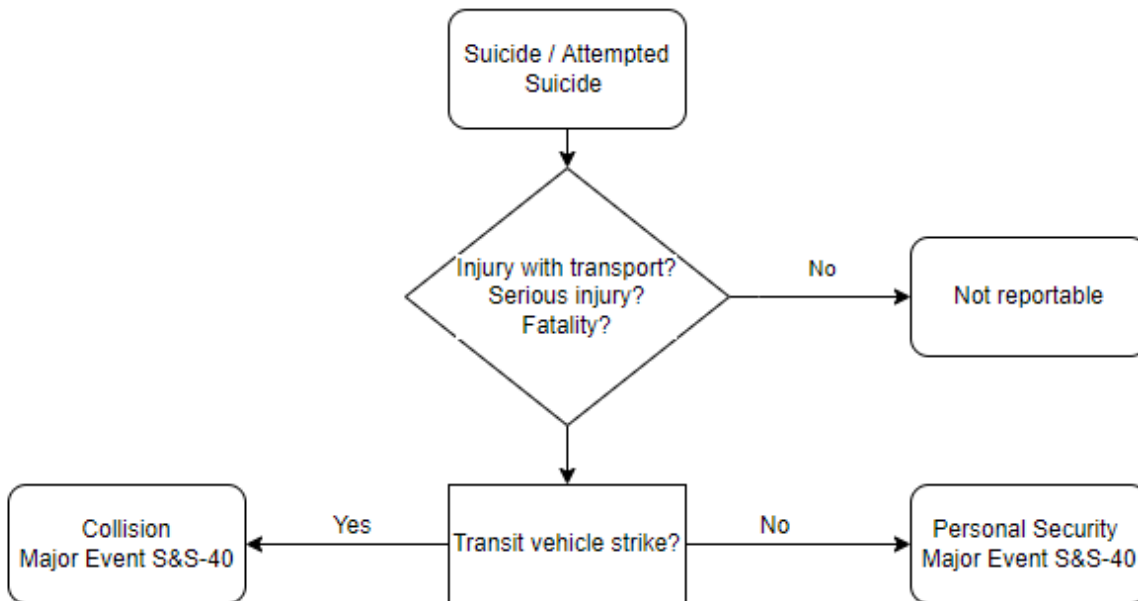 Suicide / Attempted
Suicide
Injury with transport?
Serious injury?
Fatality?
No
Not reportable
Collision
Major Event S&S-40
Yes
Transit vehicle strike?
No
Personal Security
Major Event S&S-40